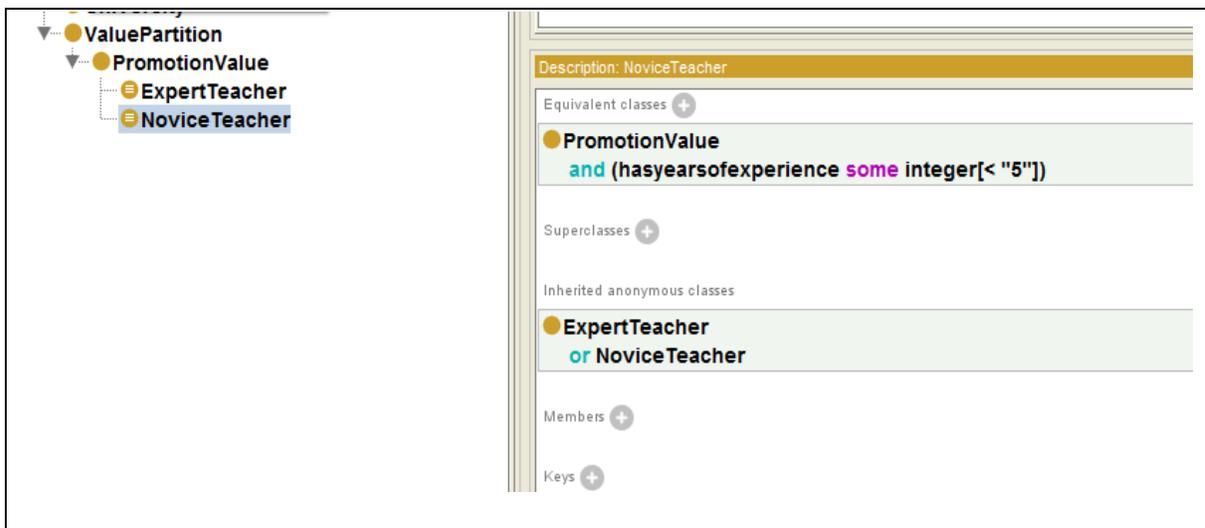 ValuePartition
PromotionValue
ExpertTeacher
NoviceTeacher
Description: NoviceTeacher
Equivalent classes
PromotionValue
and (hasyearsofexperience some integer[< "5"])
Superclasses
Inherited anonymous classes
ExpertTeacher
or NoviceTeacher
Members
Keys